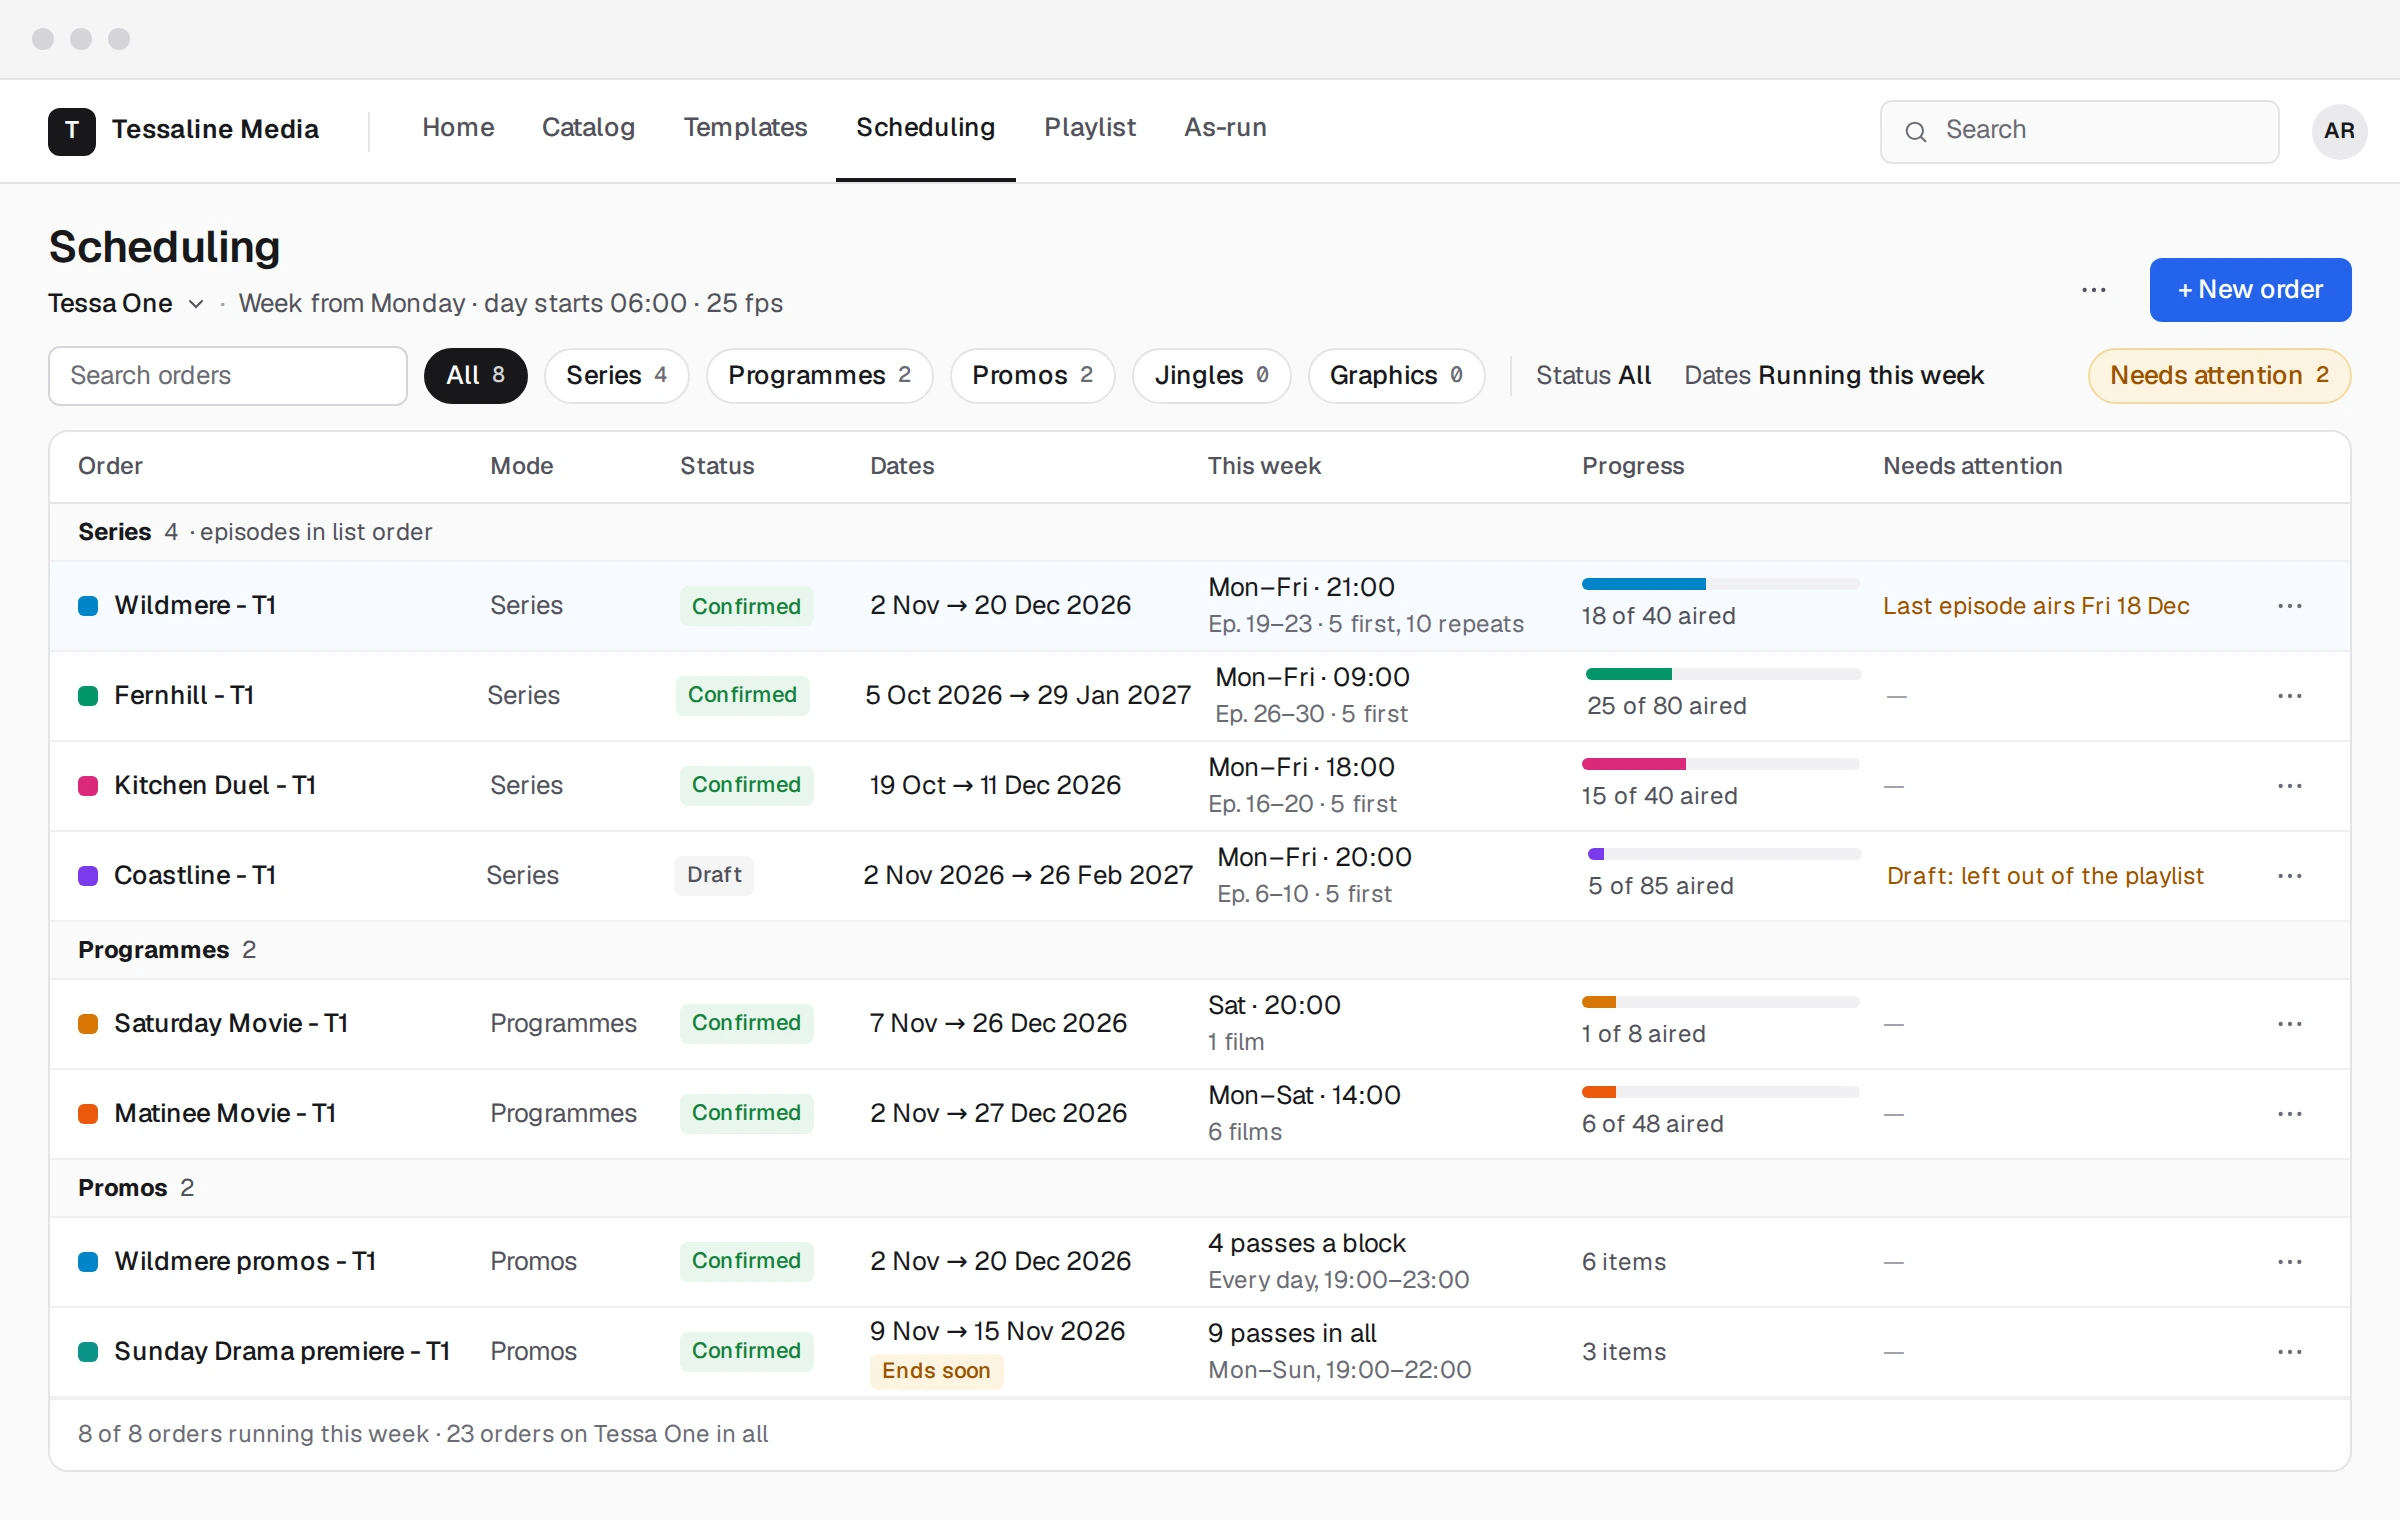 T Tessaline Media Home Catalog Templates Scheduling Playlist As-run Search AR
Scheduling
Tessa One · Week from Monday · day starts 06:00 · 25 fps
··· + New order
Search orders All 8 Series 4 Programmes 2 Promos 2 Jingles 0 Graphics 0 Status All Dates Running this week Needs attention 2
Order Mode Status Dates This week Progress Needs attention
Series 4 · episodes in list order
Wildmere - T1 Series Confirmed 2 Nov → 20 Dec 2026 Mon–Fri · 21:00 Last episode airs Fri 18 Dec ···
Ep. 19–23 · 5 first, 10 repeats 18 of 40 aired
Fernhill - T1 Series Confirmed 5 Oct 2026 → 29 Jan 2027 Mon–Fri · 09:00 — ···
Ep. 26–30 · 5 first 25 of 80 aired
Kitchen Duel - T1 Series Confirmed 19 Oct → 11 Dec 2026 Mon–Fri · 18:00 — ···
Ep. 16–20 · 5 first 15 of 40 aired
Coastline - T1 Series Draft 2 Nov 2026 → 26 Feb 2027 Mon–Fri · 20:00 Draft: left out of the playlist ···
Ep. 6–10 · 5 first 5 of 85 aired
Programmes 2
Saturday Movie - T1 Programmes Confirmed 7 Nov → 26 Dec 2026 Sat · 20:00 — ···
1 film 1 of 8 aired
Matinee Movie - T1 Programmes Confirmed 2 Nov → 27 Dec 2026 Mon–Sat · 14:00 — ···
6 films 6 of 48 aired
Promos 2
Wildmere promos - T1 Promos Confirmed 2 Nov → 20 Dec 2026 4 passes a block 6 items — ···
Every day, 19:00–23:00
Sunday Drama premiere - T1 Promos Confirmed 9 Nov → 15 Nov 2026 9 passes in all 3 items — ···
Ends soon Mon–Sun, 19:00–22:00
8 of 8 orders running this week · 23 orders on Tessa One in all